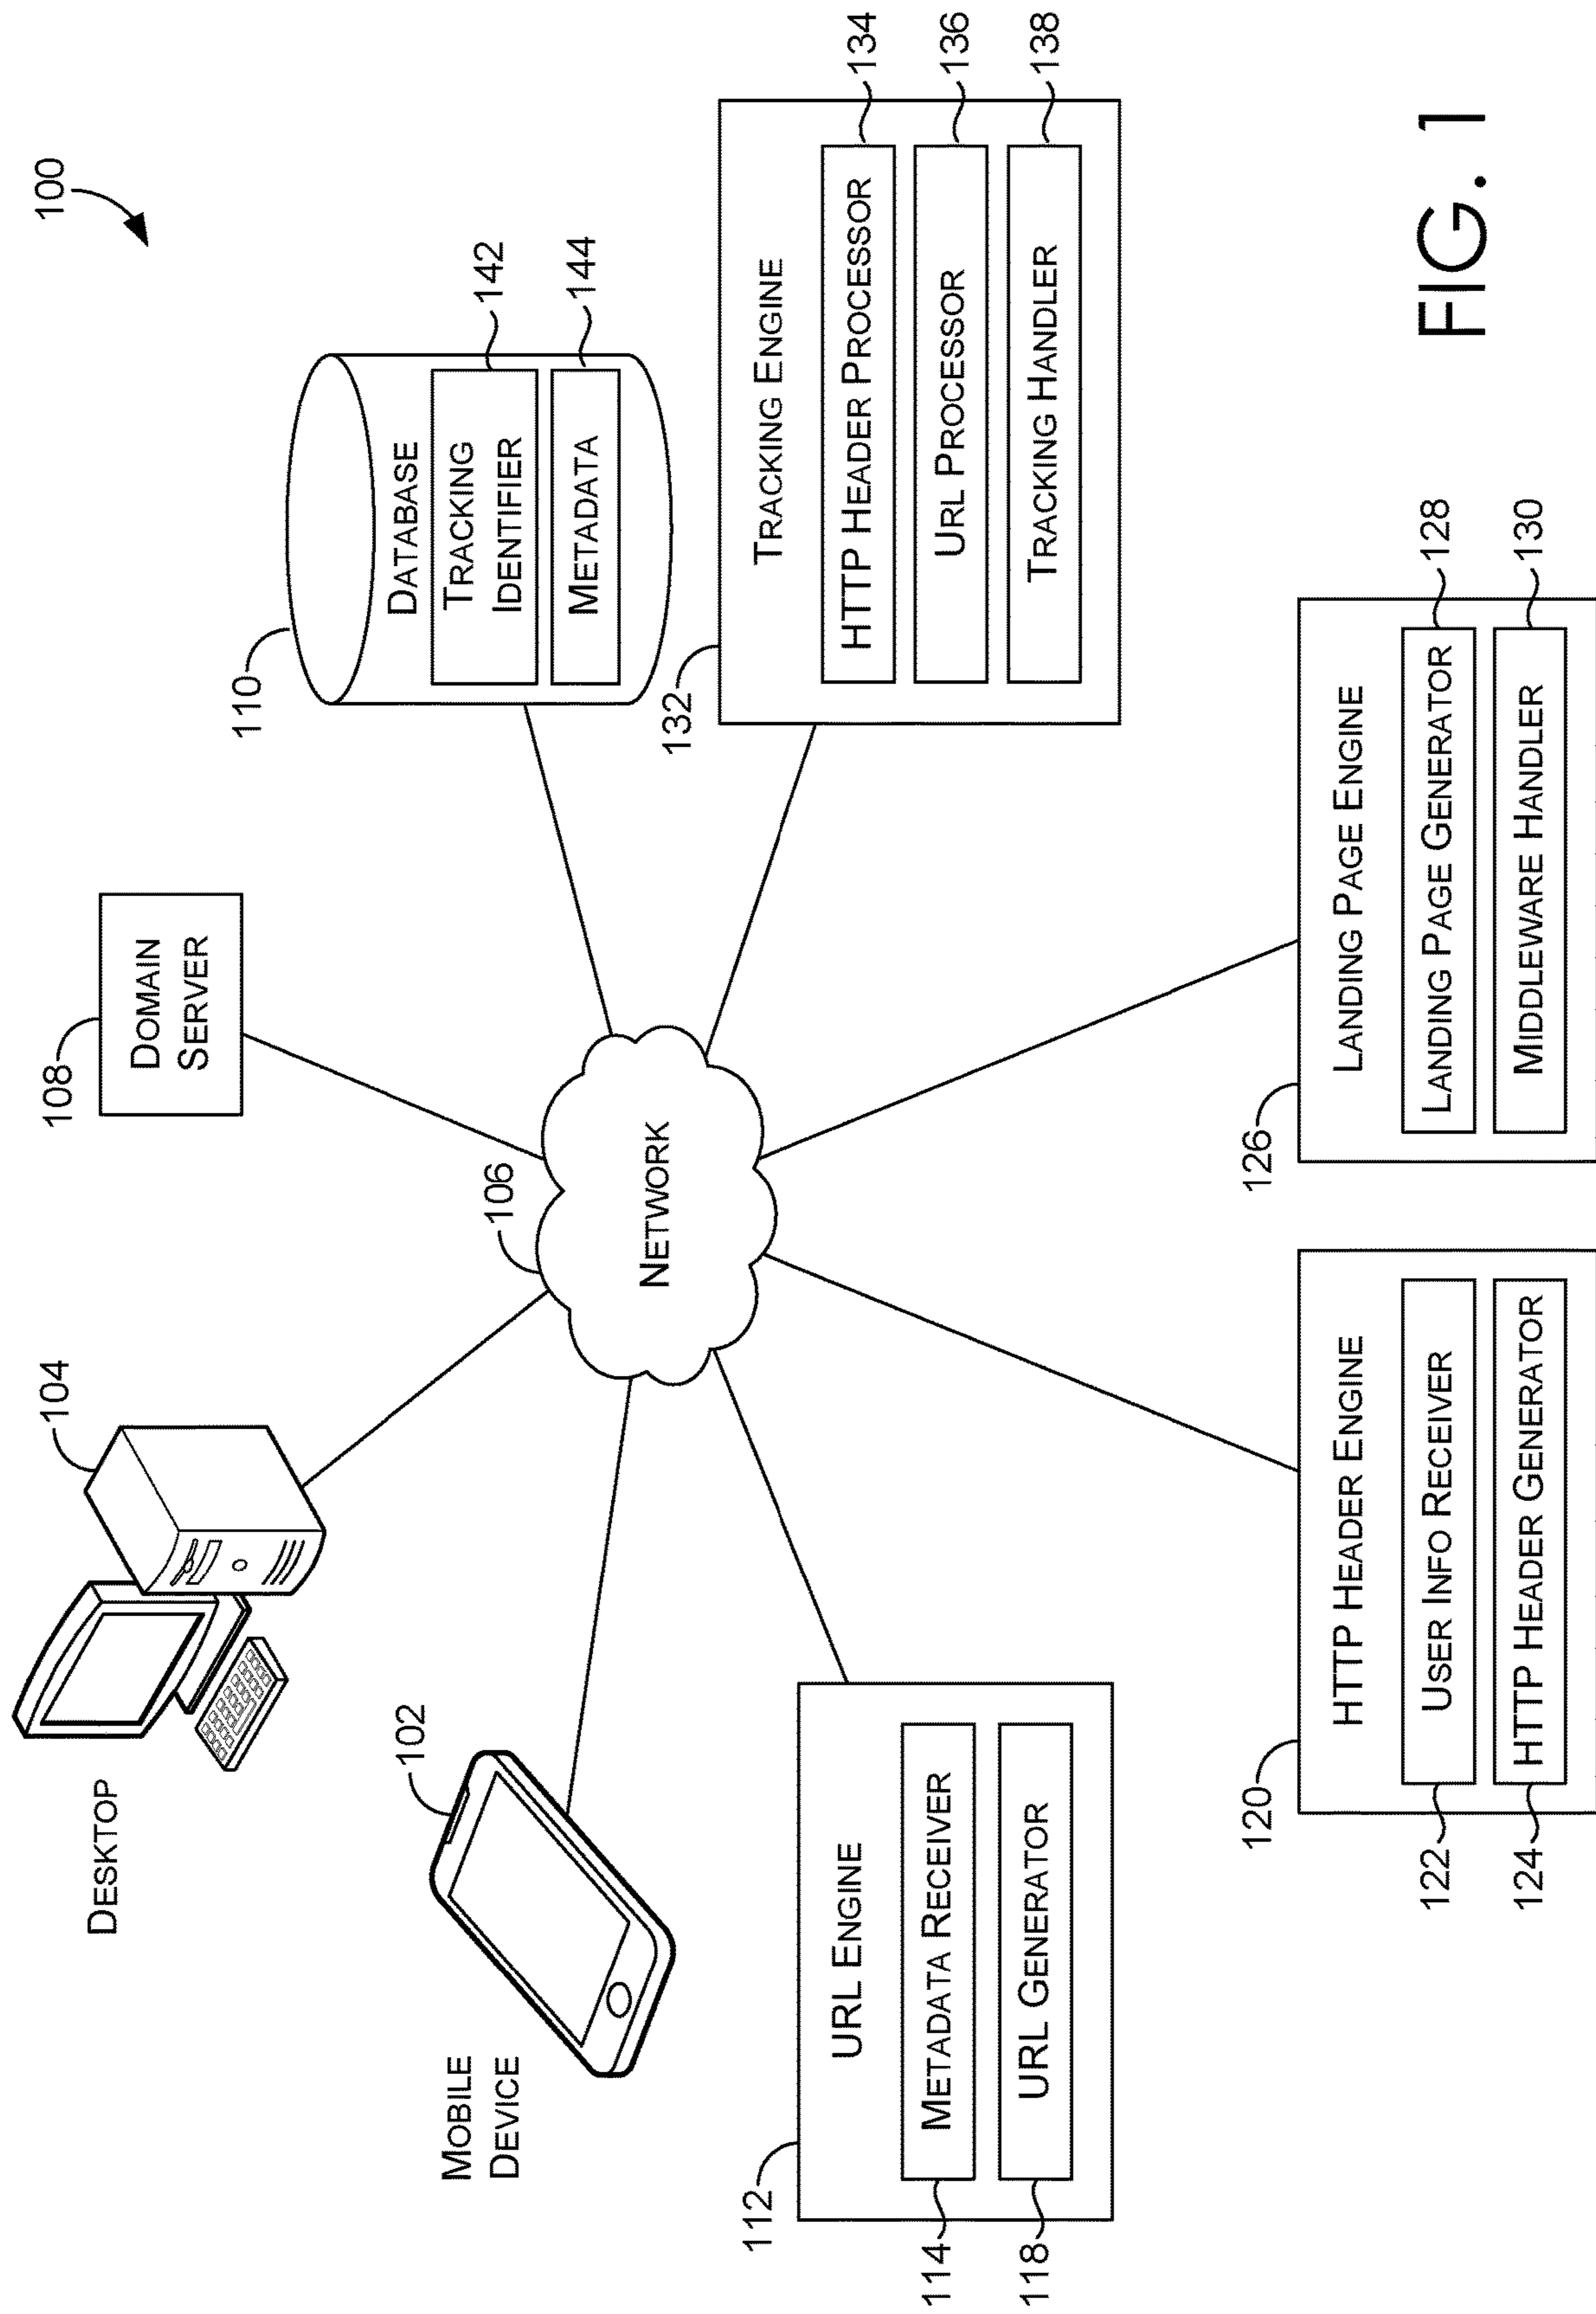 100
DESKTOP
104
108
DOMAIN
SERVER
110
DATABASE
TRACKING
IDENTIFIER
142
METADATA
144
MOBILE
DEVICE
102
106
NETWORK
132
TRACKING ENGINE
HTTP HEADER PROCESSOR
134
URL PROCESSOR
136
TRACKING HANDLER
138
112
URL ENGINE
114
METADATA RECEIVER
118
URL GENERATOR
120
HTTP HEADER ENGINE
122
USER INFO RECEIVER
124
HTTP HEADER GENERATOR
126
LANDING PAGE ENGINE
LANDING PAGE GENERATOR
128
MIDDLEWARE HANDLER
130
FIG. 1